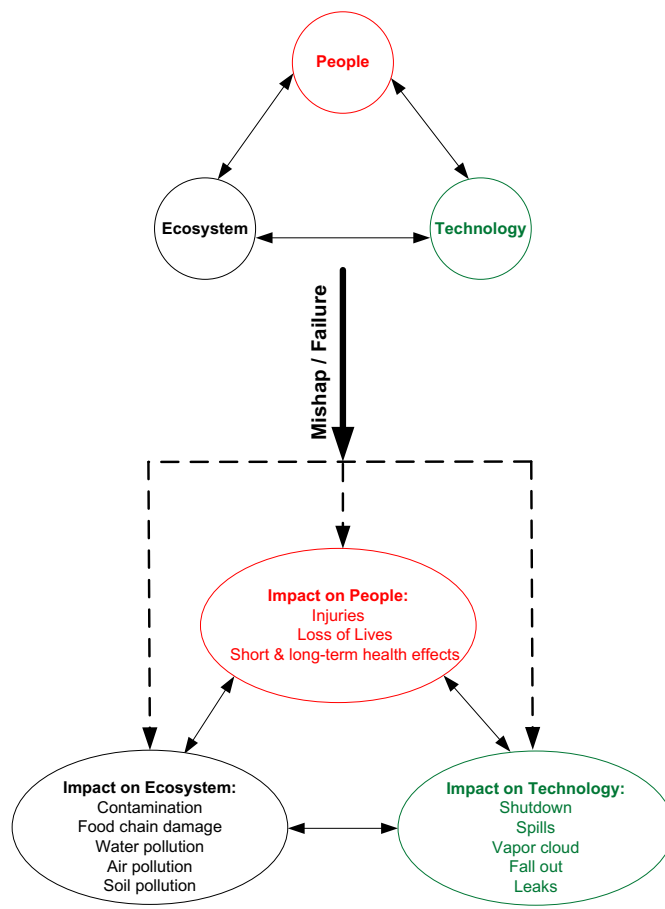 People
Ecosystem
Technology
Mishap / Failure
Impact on People:
Injuries
Loss of Lives
Short & long-term health effects
Impact on Ecosystem:
Contamination
Food chain damage
Water pollution
Air pollution
Soil pollution
Impact on Technology:
Shutdown
Spills
Vapor cloud
Fall out
Leaks